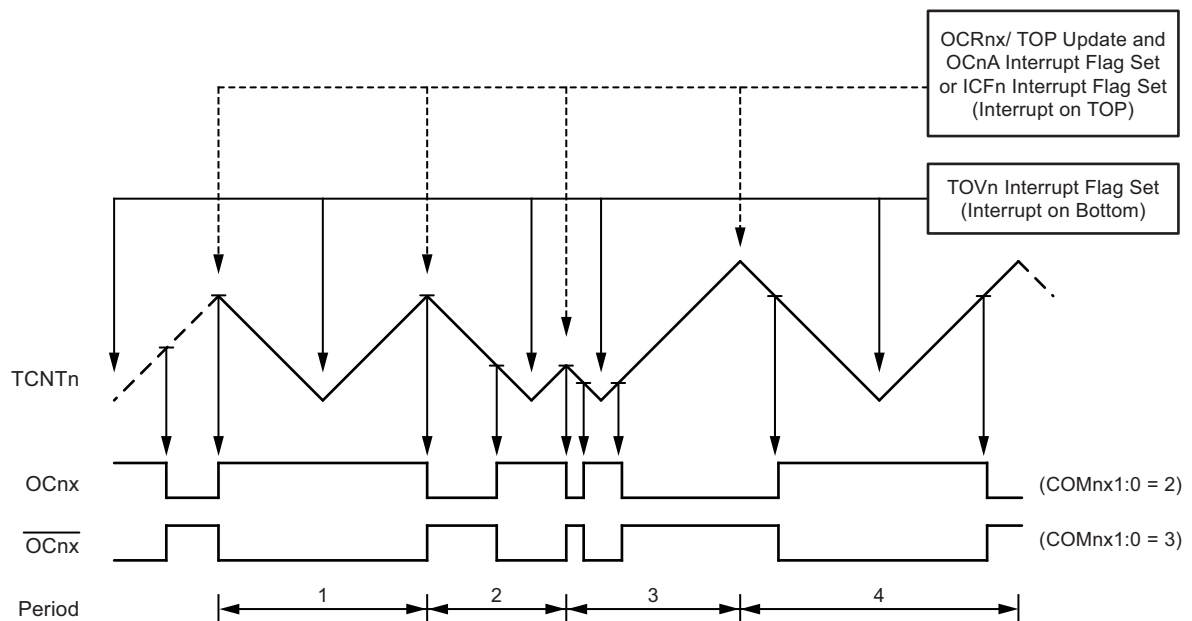 OCRnx/ TOP Update and
OCnA Interrupt Flag Set
or ICFn Interrupt Flag Set
(Interrupt on TOP)
TOVn Interrupt Flag Set
(Interrupt on Bottom)
TCNTn
OCnx
(COMnx1:0 = 2)
OCnx
(COMnx1:0 = 3)
Period
1
2
3
4